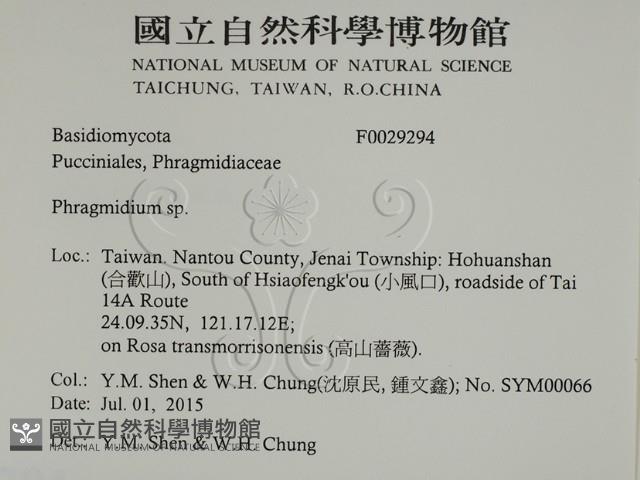 國立自然科學博物館
NATIONAL MUSEUM OF NATURAL SCIENCE
TAICHUNG, TAIWAN, R.O.CHINA
Basidiomycota F0029294
Pucciniales, Phragmidiaceae
Phragmidium sp.
Loc.: Taiwan. Nantou County, Jenai Township: Hohuanshan
(合歡山), South of Hsiaofengk'ou (小風口), roadside of Tai
14A Route
24.09.35N, 121.17.12E;
on Rosa transmorrisonensis (高山薔薇).
Col.: Y.M. Shen & W.H. Chung(沈原民, 鍾文鑫); No. SYM00066
Date: Jul. 01, 2015
國立自然科學博物館
Det.: Y.M. Shen & W.H. Chung
NATIONAL MUSEUM OF NATURAL SCIENCE